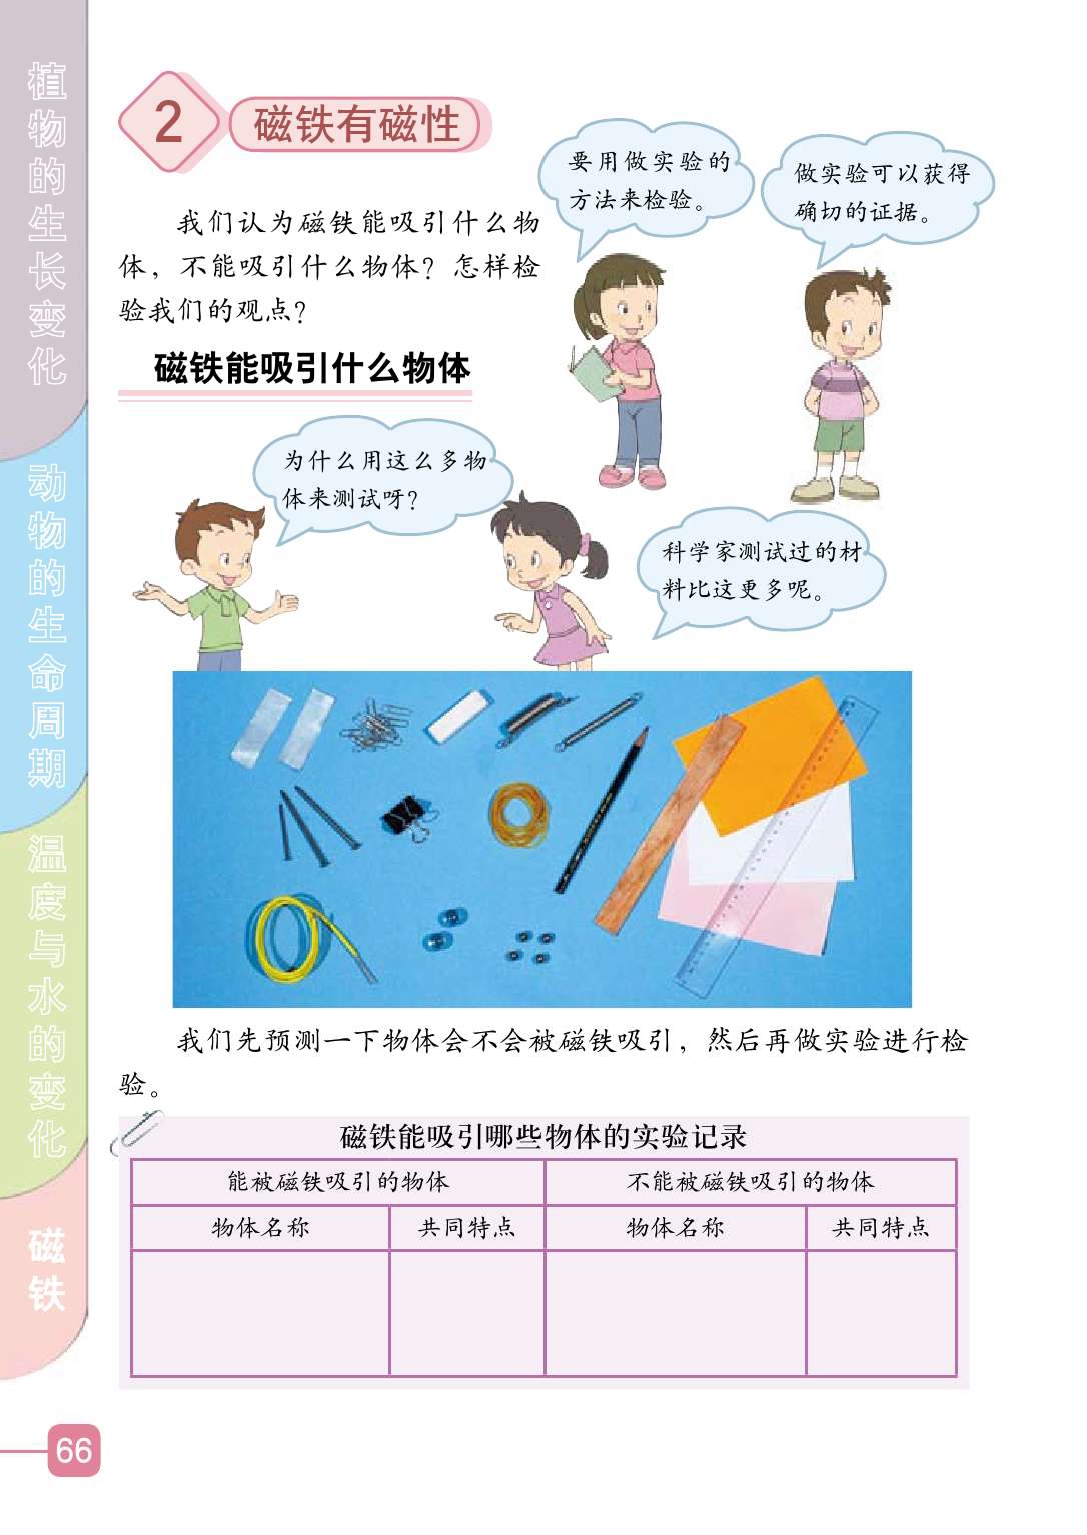 植物的生长变化
动物的生命周期
温度与水的变化
磁铁
2
磁铁有磁性
要用做实验的
方法来检验。
做实验可以获得
确切的证据。
我们认为磁铁能吸引什么物
体，不能吸引什么物体？怎样检
验我们的观点？
磁铁能吸引什么物体
为什么用这么多物
体来测试呀？
科学家测试过的材
料比这更多呢。
我们先预测一下物体会不会被磁铁吸引，然后再做实验进行检
验。
磁铁能吸引哪些物体的实验记录
能被磁铁吸引的物体 不能被磁铁吸引的物体
物体名称 共同特点 物体名称 共同特点
66